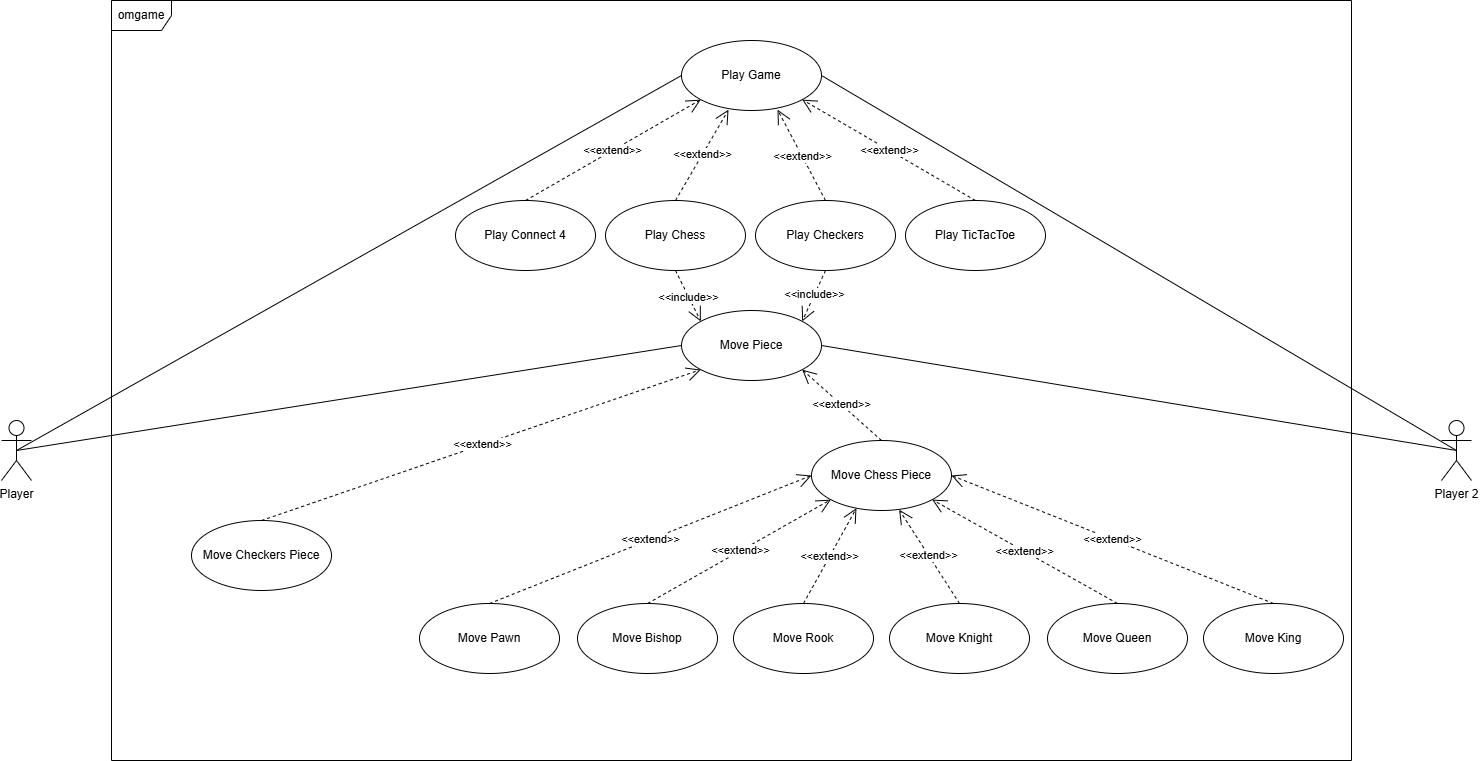 omgame
Play Game
<<extend>>
<<extend>>
<<extend>>
<<extend>>
Play Connect 4
Play Chess
Play Checkers
Play TicTacToe
<<include>>
<<include>>
Move Piece
<<extend>>
<<extend>>
Player
Player 2
Move Chess Piece
Move Checkers Piece
<<extend>>
<<extend>>
<<extend>>
<<extend>>
<<extend>>
<<extend>>
Move Pawn
Move Bishop
Move Rook
Move Knight
Move Queen
Move King